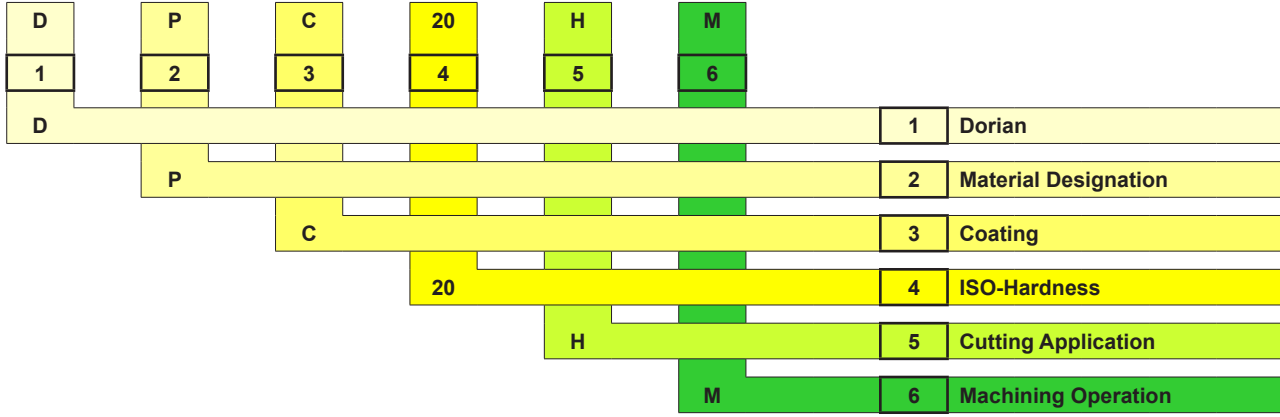 D P C 20 H M
1 2 3 4 5 6
D 1 Dorian
P 2 Material Designation
C 3 Coating
20 4 ISO-Hardness
H 5 Cutting Application
M 6 Machining Operation